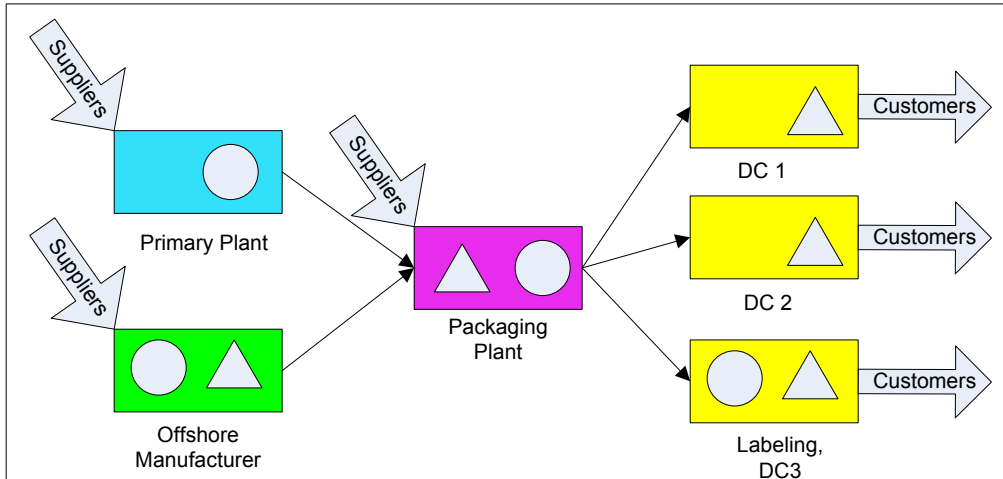 Suppliers
Primary Plant
Suppliers
Offshore
Manufacturer
Suppliers
Packaging
Plant
DC 1
Customers
DC 2
Customers
Labeling,
DC3
Customers